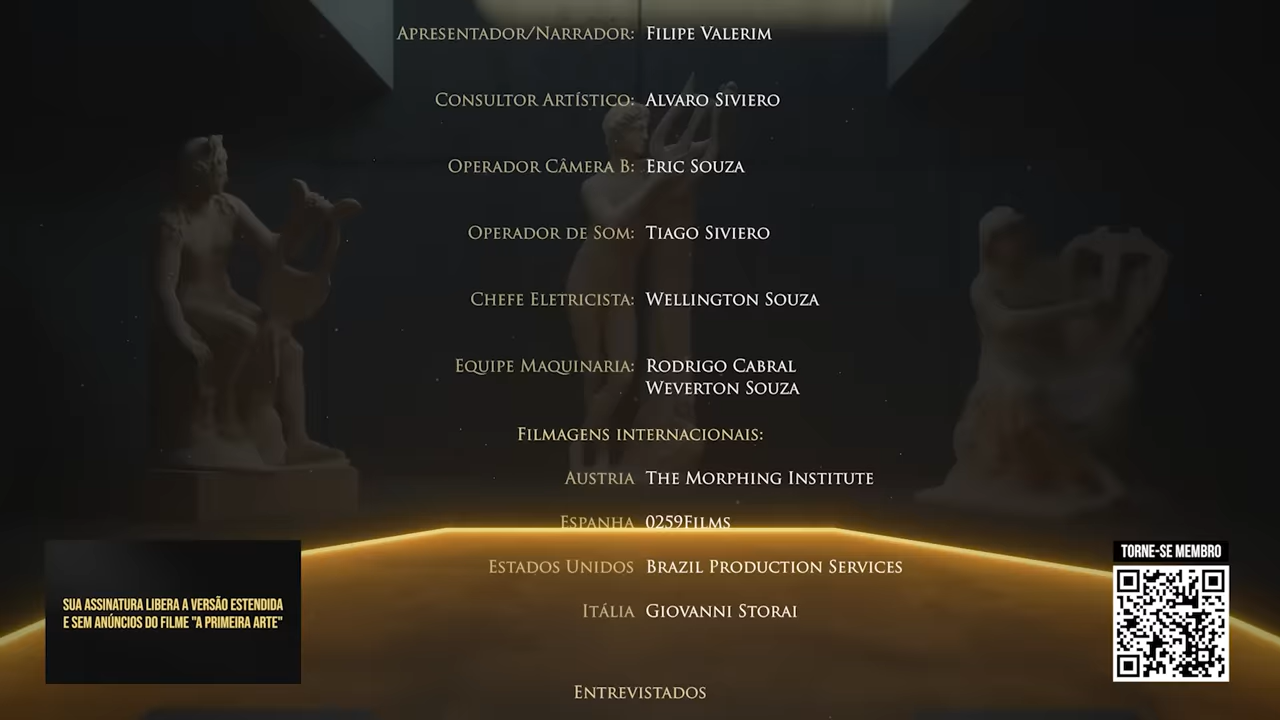 APRESENTADOR/NARRADOR: FILIPE VALERIM
CONSULTOR ARTÍSTICO: ALVARO SIVIERO
OPERADOR CÂMERA B: ERIC SOUZA
OPERADOR DE SOM: TIAGO SIVIERO
CHEFE ELETRICISTA: WELLINGTON SOUZA
EQUIPE MAQUINARIA: RODRIGO CABRAL
WEVERTON SOUZA
FILMAGENS INTERNACIONAIS:
AUSTRIA THE MORPHING INSTITUTE
ESPANHA 0259FILMS
ESTADOS UNIDOS BRAZIL PRODUCTION SERVICES
ITÁLIA GIOVANNI STORAI
ENTREVISTADOS
SUA ASSINATURA LIBERA A VERSÃO ESTENDIDA
E SEM ANÚNCIOS DO FILME "A PRIMEIRA ARTE"
TORNE-SE MEMBRO